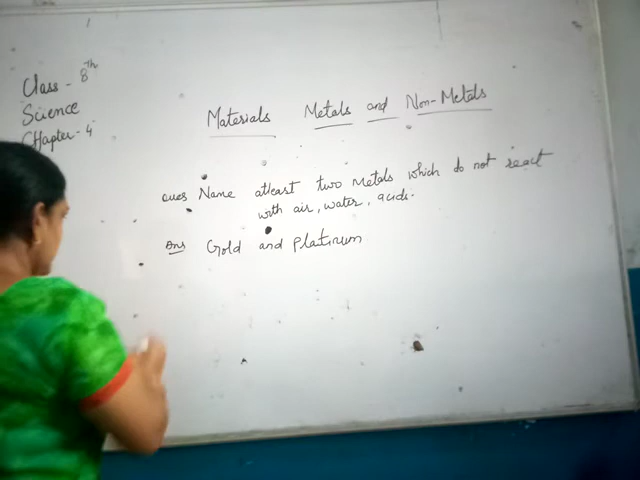 Class - 8Th
Science
Chapter - 4
Materials Metals and Non-Metals
ques Name atleast two Metals which do not react
with air, water, acids.
Ans Gold and Platinum